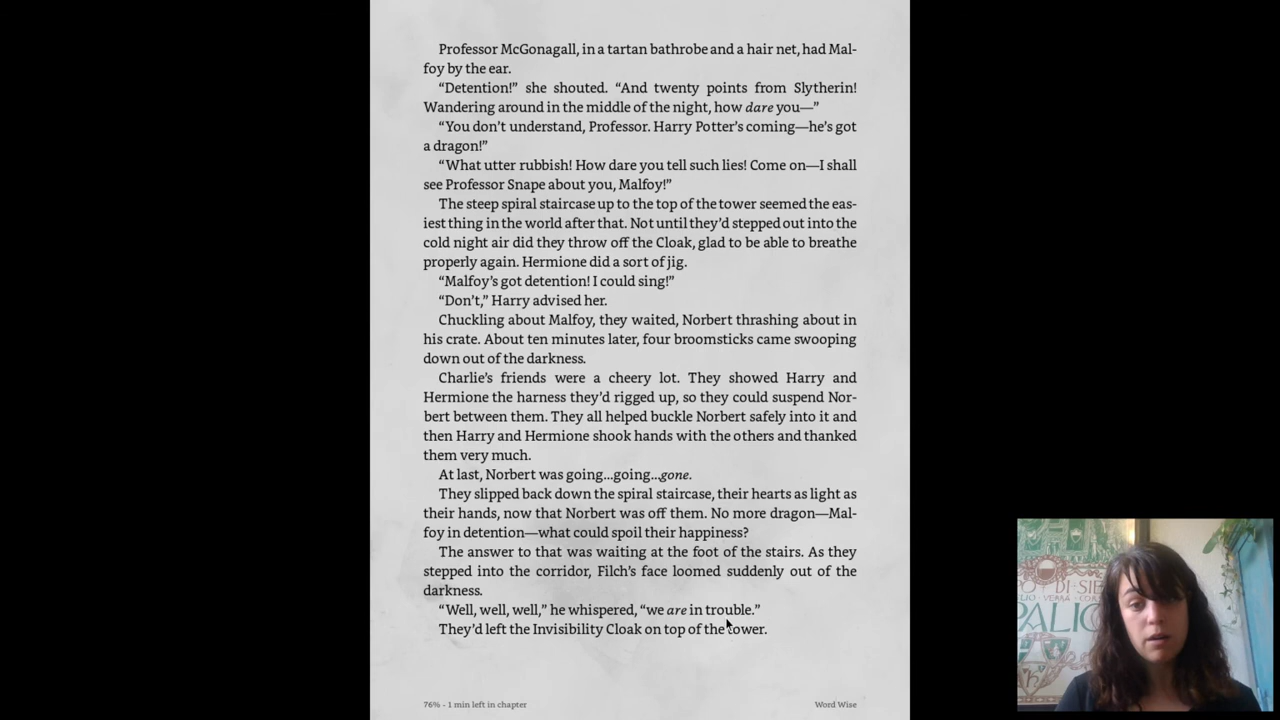 Professor McGonagall, in a tartan bathrobe and a hair net, had Mal-
foy by the ear.
“Detention!” she shouted. “And twenty points from Slytherin!
Wandering around in the middle of the night, how dare you—”
“You don’t understand, Professor. Harry Potter’s coming—he’s got
a dragon!”
“What utter rubbish! How dare you tell such lies! Come on—I shall
see Professor Snape about you, Malfoy!”
The steep spiral staircase up to the top of the tower seemed the eas-
iest thing in the world after that. Not until they’d stepped out into the
cold night air did they throw off the Cloak, glad to be able to breathe
properly again. Hermione did a sort of jig.
“Malfoy’s got detention! I could sing!”
“Don’t,” Harry advised her.
Chuckling about Malfoy, they waited, Norbert thrashing about in
his crate. About ten minutes later, four broomsticks came swooping
down out of the darkness.
Charlie’s friends were a cheery lot. They showed Harry and
Hermione the harness they’d rigged up, so they could suspend Nor-
bert between them. They all helped buckle Norbert safely into it and
then Harry and Hermione shook hands with the others and thanked
them very much.
At last, Norbert was going...going...gone.
They slipped back down the spiral staircase, their hearts as light as
their hands, now that Norbert was off them. No more dragon—Mal-
foy in detention—what could spoil their happiness?
The answer to that was waiting at the foot of the stairs. As they
stepped into the corridor, Filch’s face loomed suddenly out of the
darkness.
“Well, well, well,” he whispered, “we are in trouble.”
They’d left the Invisibility Cloak on top of the tower.
76% - 1 min left in chapter
Word Wise
PALIO